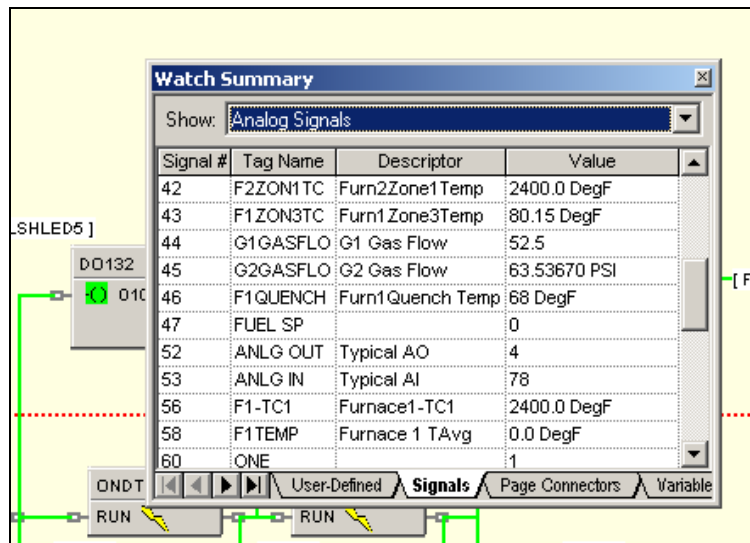 Watch Summary
Show: Analog Signals
Signal # Tag Name Descriptor Value
42 F2ZON1TC Furn2Zone1Temp 2400.0 DegF
43 F1ZON3TC Furn1Zone3Temp 80.15 DegF
LSHLED5 ]
44 G1GASFLO G1 Gas Flow 52.5
DO132
45 G2GASFLO G2 Gas Flow 63.53670 PSI
[ F
010
46 F1QUENCH Furn1Quench Temp 68 DegF
47 FUEL SP 0
52 ANLG OUT Typical AO 4
53 ANLG IN Typical AI 78
56 F1-TC1 Furnace1-TC1 2400.0 DegF
58 F1TEMP Furnace 1 TAvg 0.0 DegF
60 ONE 1
ONDT
User-Defined Signals Page Connectors Variable
RUN RUN